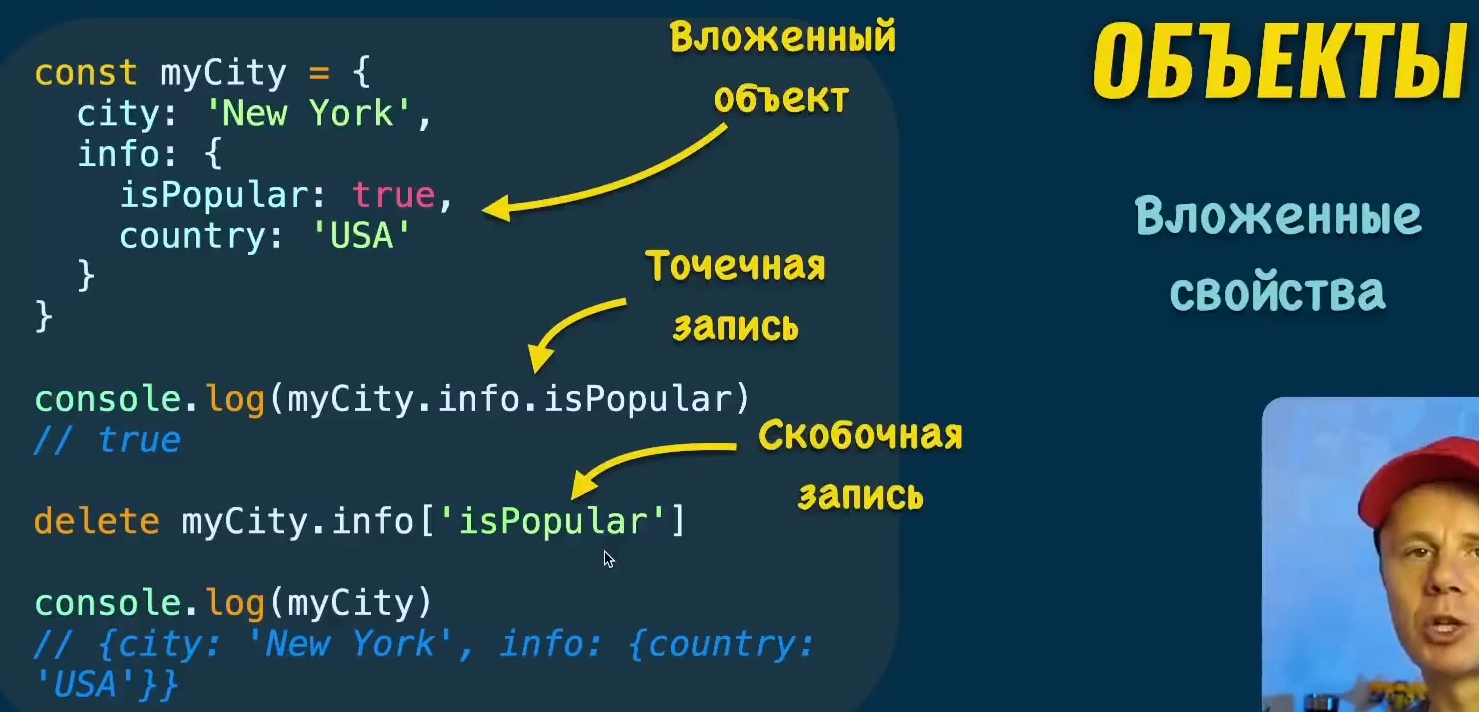 ОБЪЕКТЫ
Вложенные
свойства
const myCity = {
  city: 'New York',
  info: {
    isPopular: true,
    country: 'USA'
  }
}
Вложенный
объект
Точечная
запись
console.log(myCity.info.isPopular)
// true
Скобочная
запись
delete myCity.info['isPopular']
console.log(myCity)
// {city: 'New York', info: {country:
'USA'}}